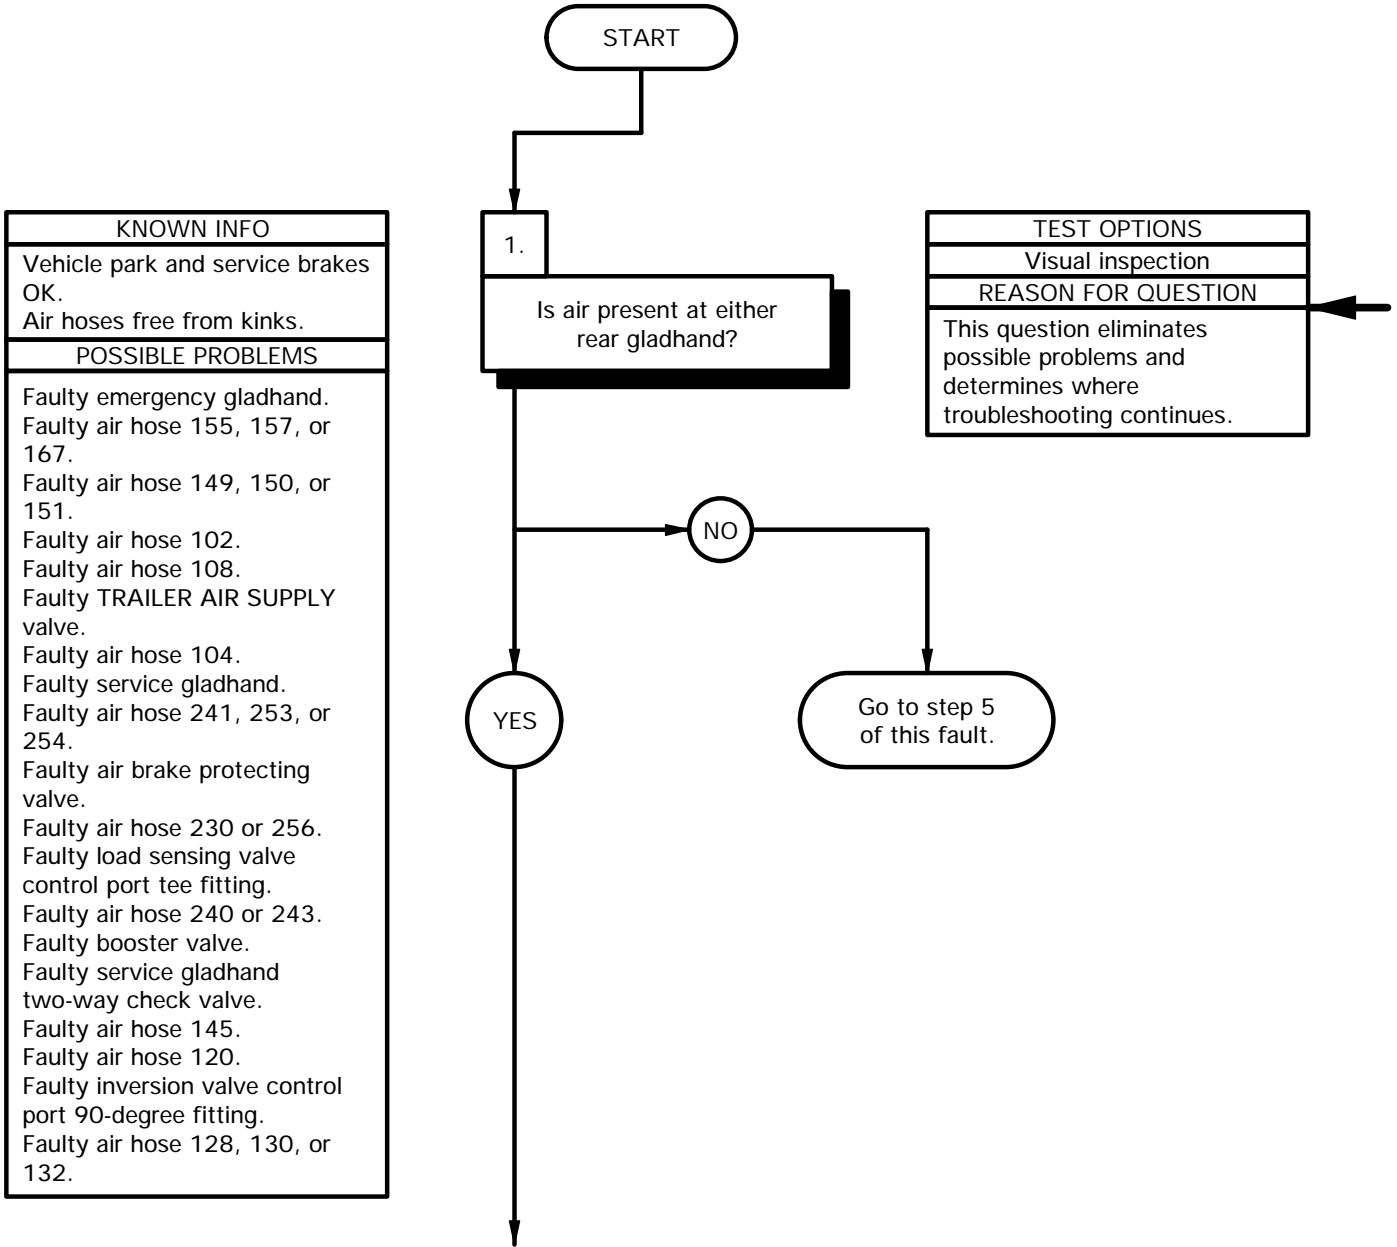 START
KNOWN INFO
Vehicle park and service brakes
OK.
Air hoses free from kinks.
POSSIBLE PROBLEMS
Faulty emergency gladhand.
Faulty air hose 155, 157, or
167.
Faulty air hose 149, 150, or
151.
Faulty air hose 102.
Faulty air hose 108.
Faulty TRAILER AIR SUPPLY
valve.
Faulty air hose 104.
Faulty service gladhand.
Faulty air hose 241, 253, or
254.
Faulty air brake protecting
valve.
Faulty air hose 230 or 256.
Faulty load sensing valve
control port tee fitting.
Faulty air hose 240 or 243.
Faulty booster valve.
Faulty service gladhand
two-way check valve.
Faulty air hose 145.
Faulty air hose 120.
Faulty inversion valve control
port 90-degree fitting.
Faulty air hose 128, 130, or
132.
1.
Is air present at either
rear gladhand?
TEST OPTIONS
Visual inspection
REASON FOR QUESTION
This question eliminates
possible problems and
determines where
troubleshooting continues.
NO
YES
Go to step 5
of this fault.